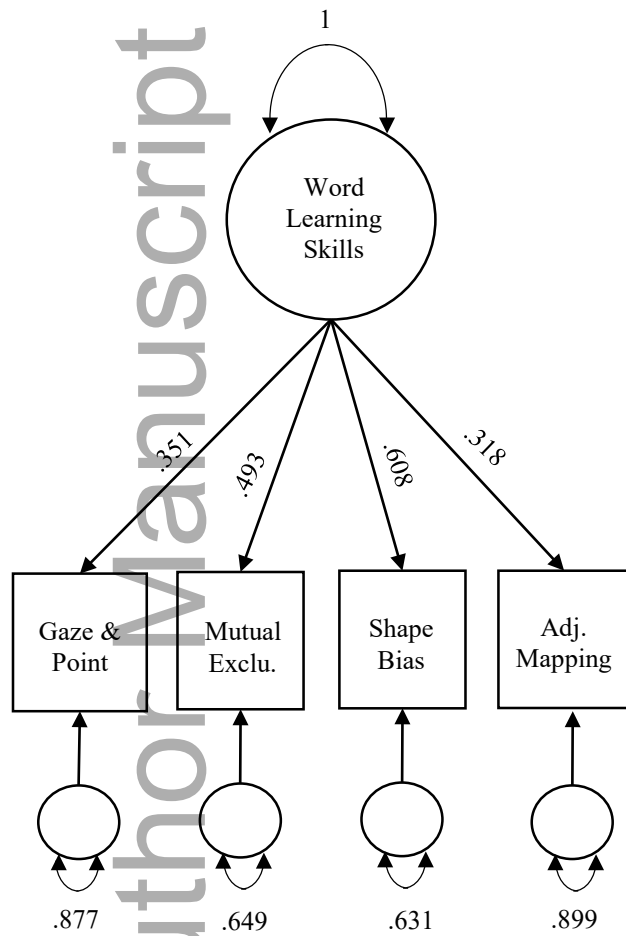 1
Word
Learning
Skills
.351
.493
.608
.318
Gaze &
Point
Mutual
Exclu.
Shape
Bias
Adj.
Mapping
.877
.649
.631
.899
uthor Manuscript